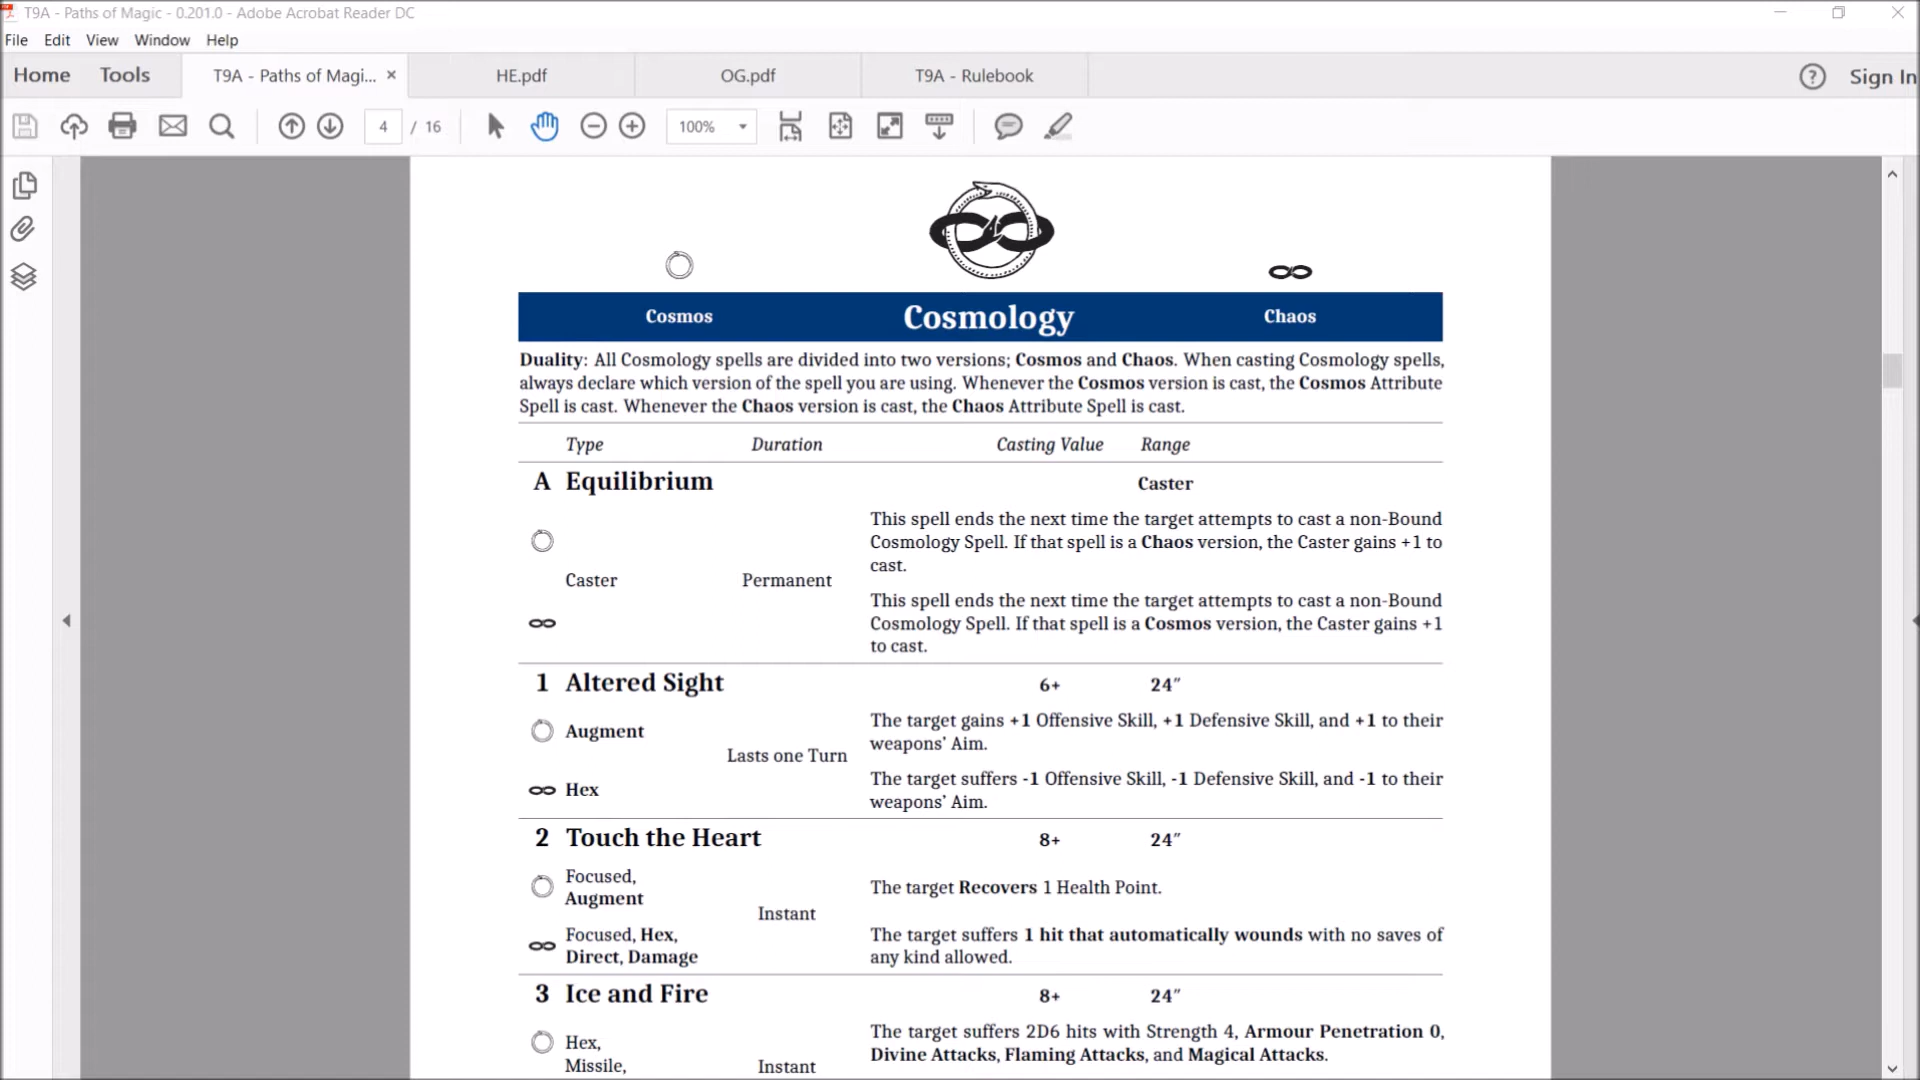 T9A - Paths of Magic - 0.201.0 - Adobe Acrobat Reader DC
File Edit View Window Help
Home Tools T9A - Paths of Magi... × HE.pdf OG.pdf T9A - Rulebook ? Sign In
4 / 16 100%
Cosmos Cosmology Chaos
Duality: All Cosmology spells are divided into two versions; Cosmos and Chaos. When casting Cosmology spells,
always declare which version of the spell you are using. Whenever the Cosmos version is cast, the Cosmos Attribute
Spell is cast. Whenever the Chaos version is cast, the Chaos Attribute Spell is cast.
Type Duration Casting Value Range
A Equilibrium Caster
This spell ends the next time the target attempts to cast a non-Bound
Cosmology Spell. If that spell is a Chaos version, the Caster gains +1 to
cast.
Caster Permanent
This spell ends the next time the target attempts to cast a non-Bound
Cosmology Spell. If that spell is a Cosmos version, the Caster gains +1
to cast.
1 Altered Sight 6+ 24″
Augment
The target gains +1 Offensive Skill, +1 Defensive Skill, and +1 to their
weapons’ Aim.
Lasts one Turn
Hex
The target suffers -1 Offensive Skill, -1 Defensive Skill, and -1 to their
weapons’ Aim.
2 Touch the Heart 8+ 24″
Focused,
Augment
The target Recovers 1 Health Point.
Instant
Focused, Hex,
Direct, Damage
The target suffers 1 hit that automatically wounds with no saves of
any kind allowed.
3 Ice and Fire 8+ 24″
Hex,
Missile,
The target suffers 2D6 hits with Strength 4, Armour Penetration 0,
Divine Attacks, Flaming Attacks, and Magical Attacks.
Instant